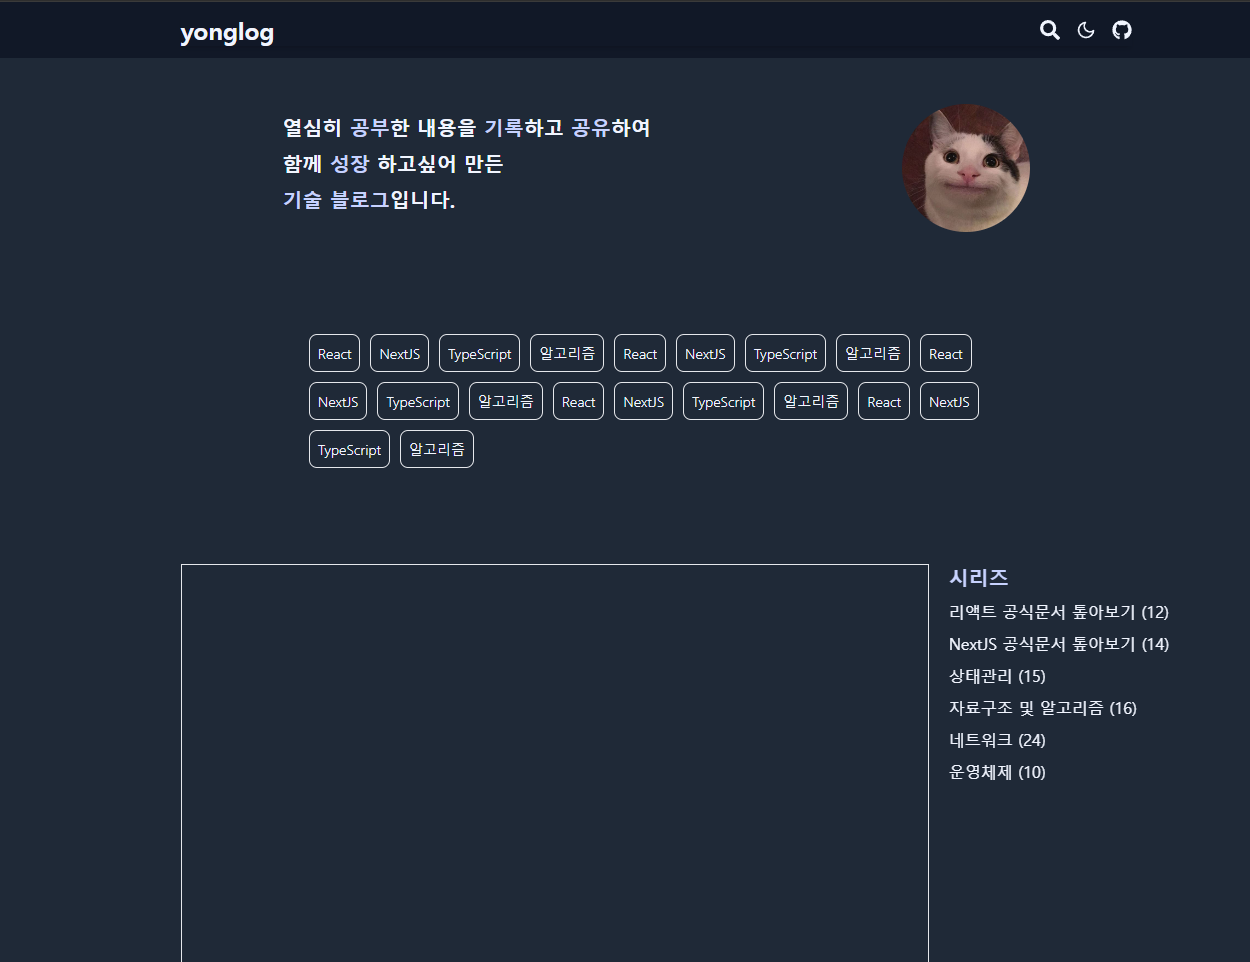 yonglog
열심히 공부한 내용을 기록하고 공유하여
함께 성장 하고싶어 만든
기술 블로그입니다.
React NextJS TypeScript 알고리즘 React NextJS TypeScript 알고리즘 React
NextJS TypeScript 알고리즘 React NextJS TypeScript 알고리즘 React NextJS
TypeScript 알고리즘
시리즈
리액트 공식문서 톺아보기 (12)
NextJS 공식문서 톺아보기 (14)
상태관리 (15)
자료구조 및 알고리즘 (16)
네트워크 (24)
운영체제 (10)